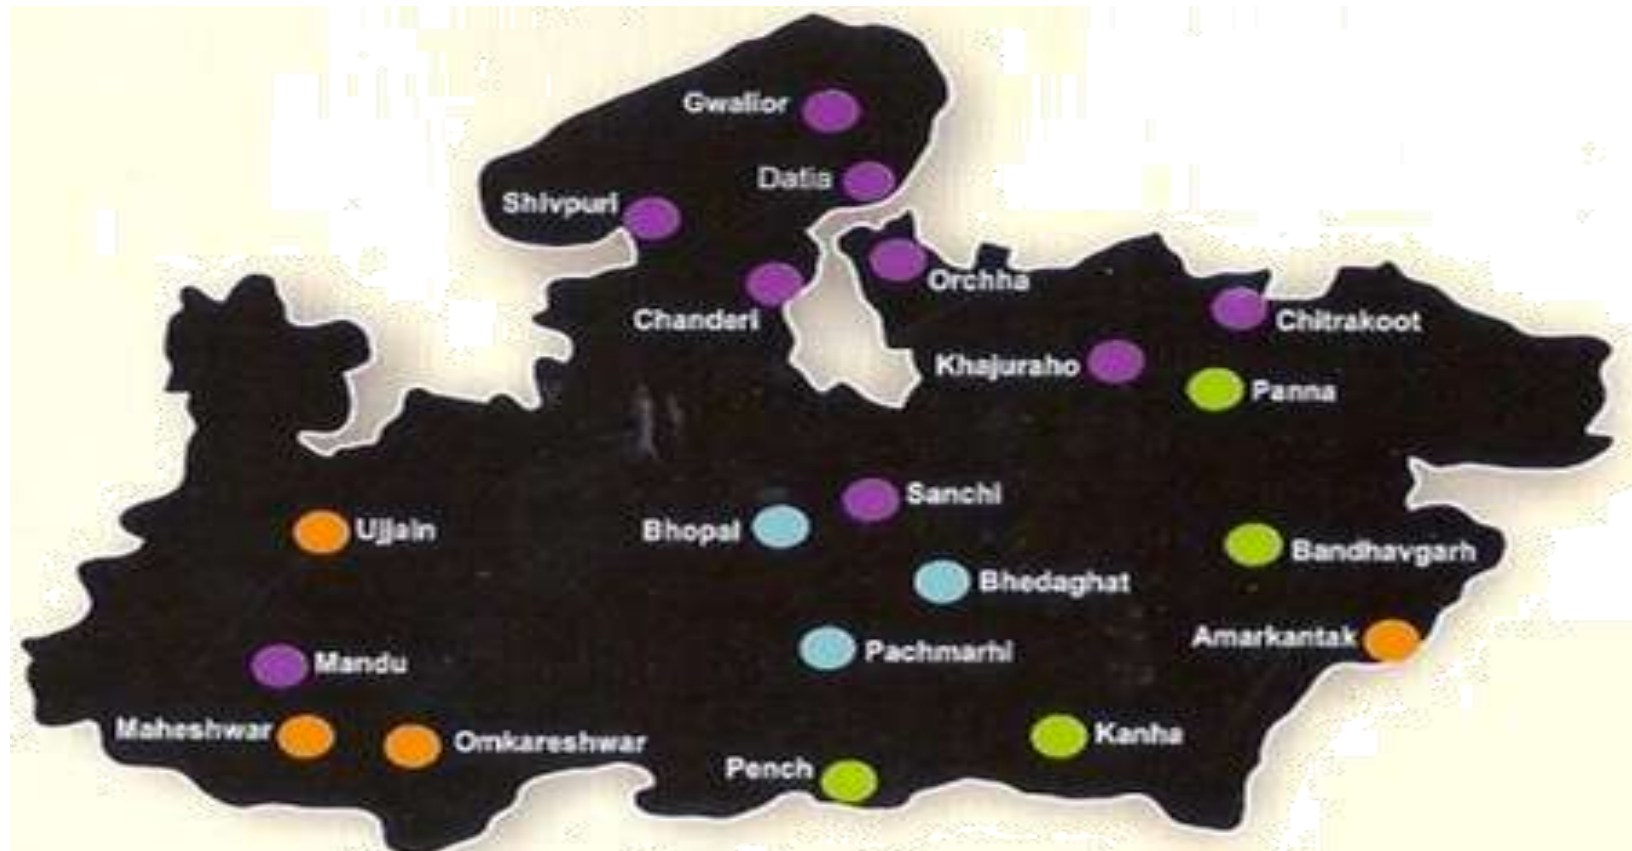 Gwalior
Datia
Shivpuri
Orchha
Chanderi
Chitrakoot
Khajuraho
Panna
Sanchi
Bhopal
Ujjain
Bandhavgarh
Bhedaghat
Amarkantak
Pachmarhi
Mandu
Maheshwar
Omkareshwar
Kanha
Pench